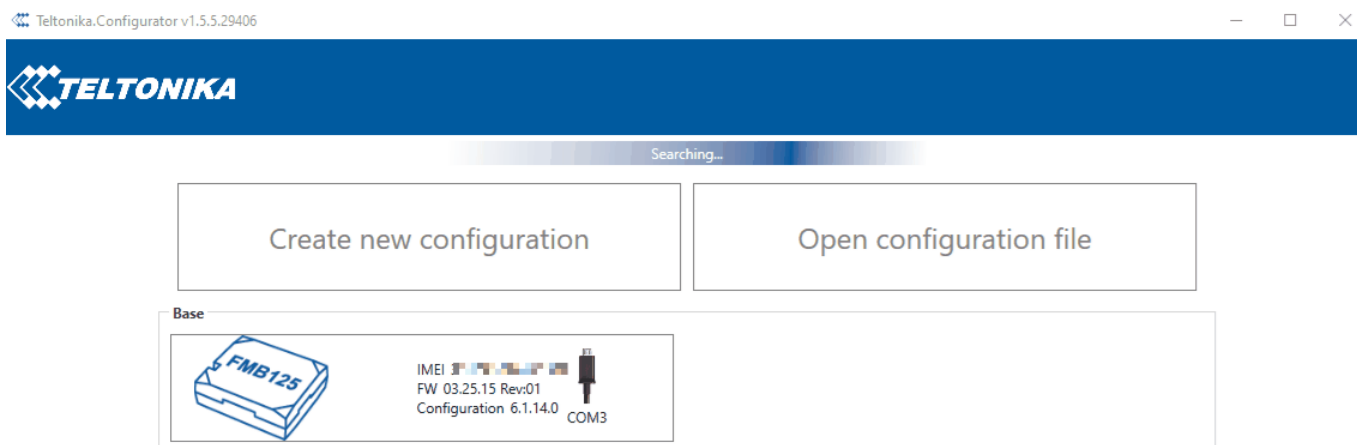 Teltonika.Configurator v1.5.5.29406
TELTONIKA
Searching...
Create new configuration
Open configuration file
Base
FMB125
IMEI
FW 03.25.15 Rev:01
Configuration 6.1.14.0
COM3